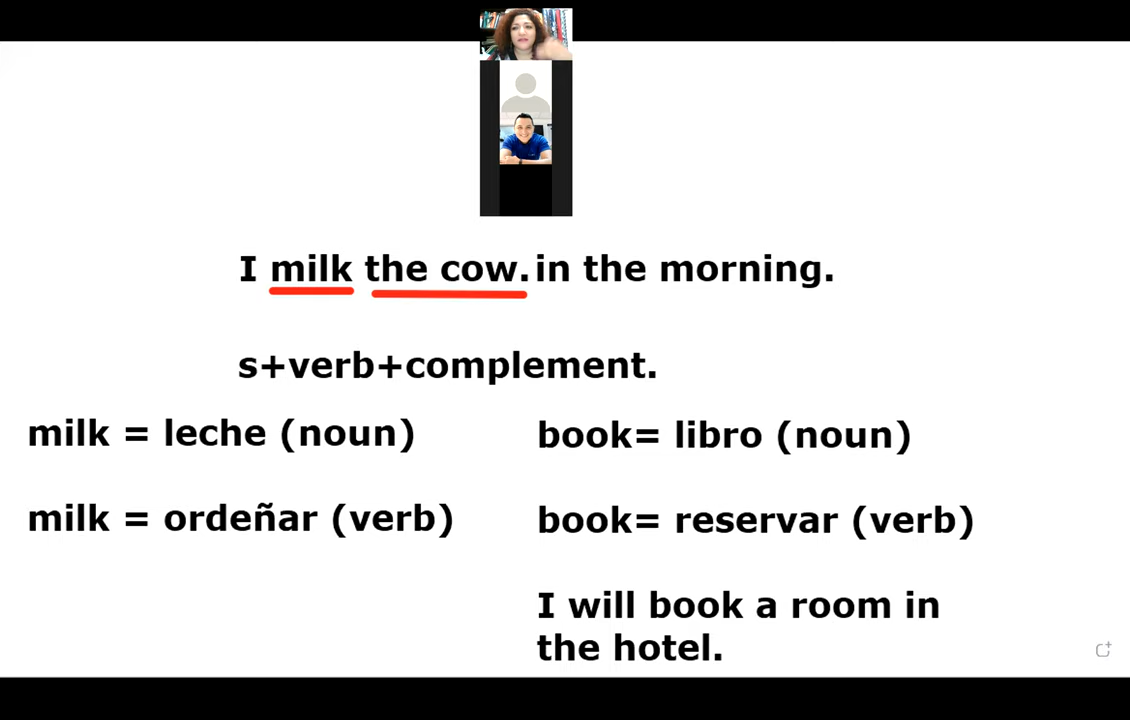 I milk the cow. in the morning.
s+verb+complement.
milk = leche (noun)
book= libro (noun)
milk = ordeñar (verb)
book= reservar (verb)
I will book a room in
the hotel.